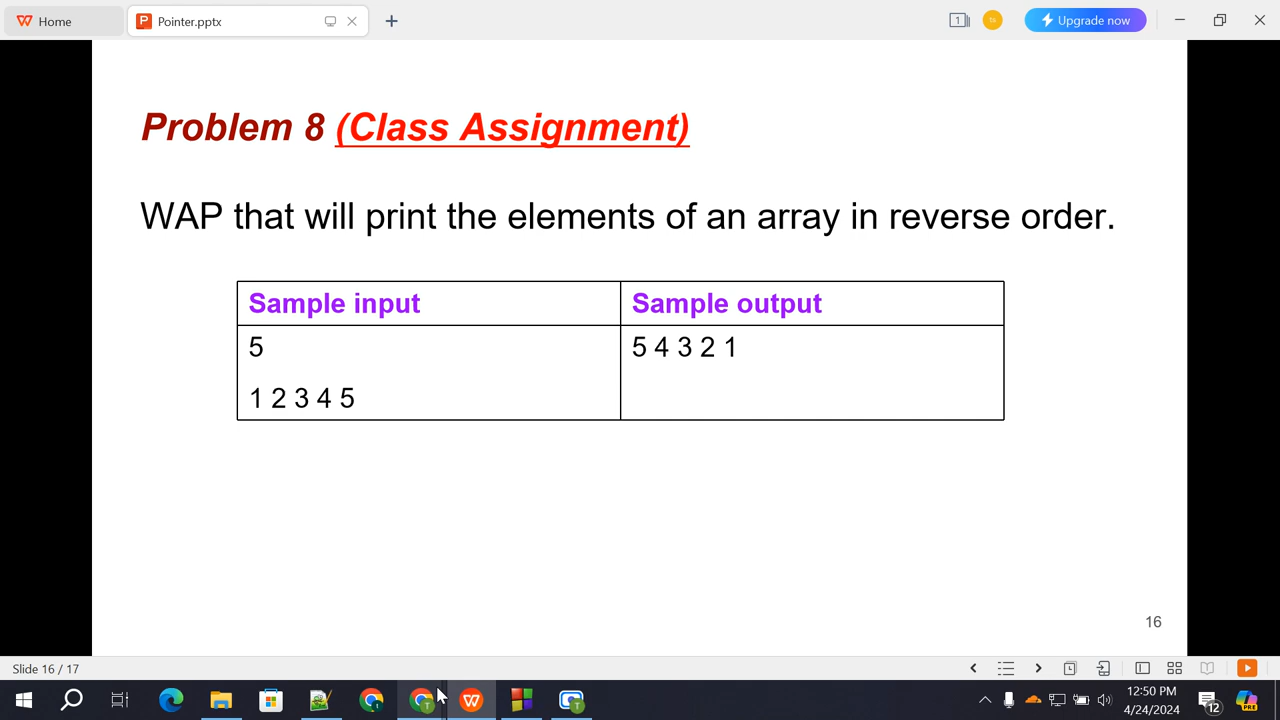 Home
Pointer.pptx
1
Upgrade now
Problem 8 (Class Assignment)
WAP that will print the elements of an array in reverse order.
Sample input
Sample output
5
5 4 3 2 1
1 2 3 4 5
16
Slide 16 / 17
12:50 PM
4/24/2024
12
PRE